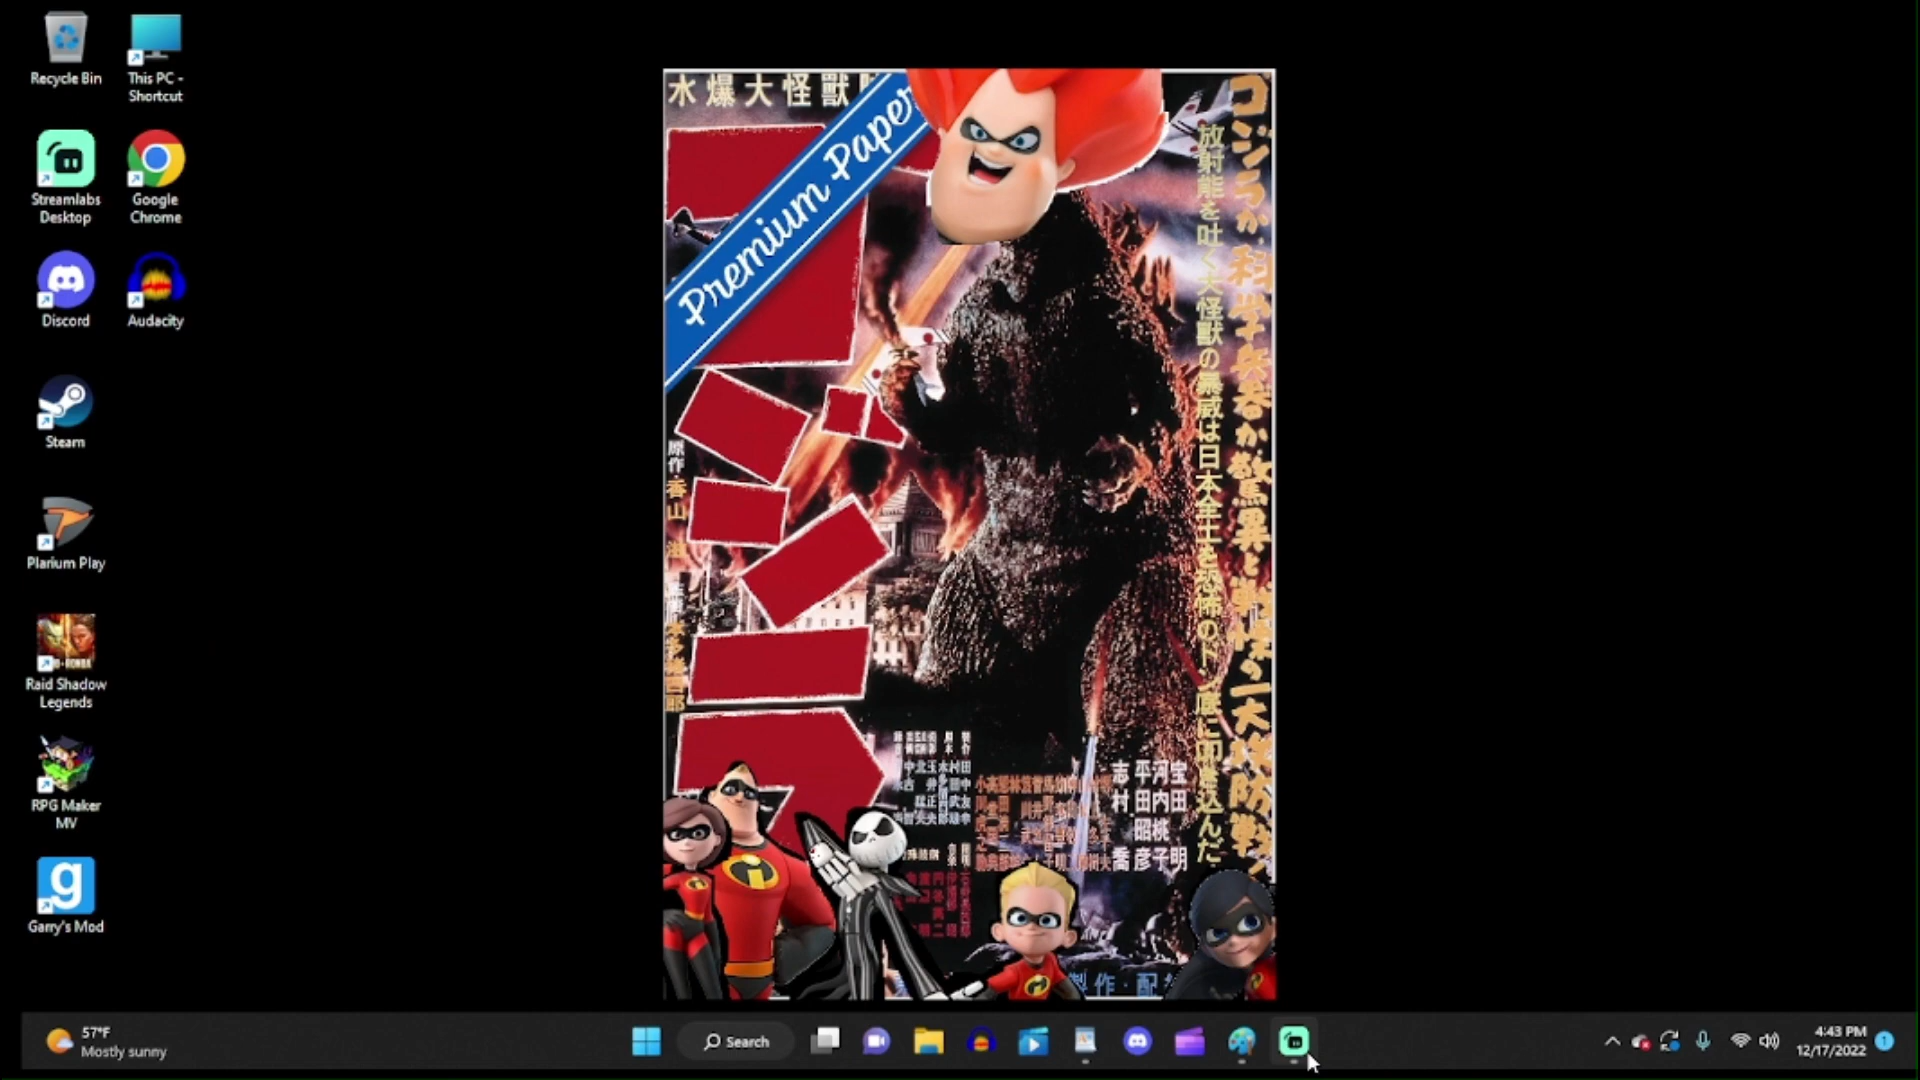 Recycle Bin
This PC -
Shortcut
Streamlabs
Desktop
Google
Chrome
Discord
Audacity
Steam
Plarium Play
Raid Shadow
Legends
RPG Maker
MV
Garry's Mod
水爆大怪獣
Premium Paper
ゴジラか科学兵器か驚異と戦慄の一大攻防戦
放射能を吐く大怪獣の暴威は日本全土を恐怖のドン底に叩き込んだ
原作・香山滋
宝田明
河内桃子
平田昭彦
志村喬
製作・配
57°F
Mostly sunny
Search
4:43 PM
12/17/2022
1